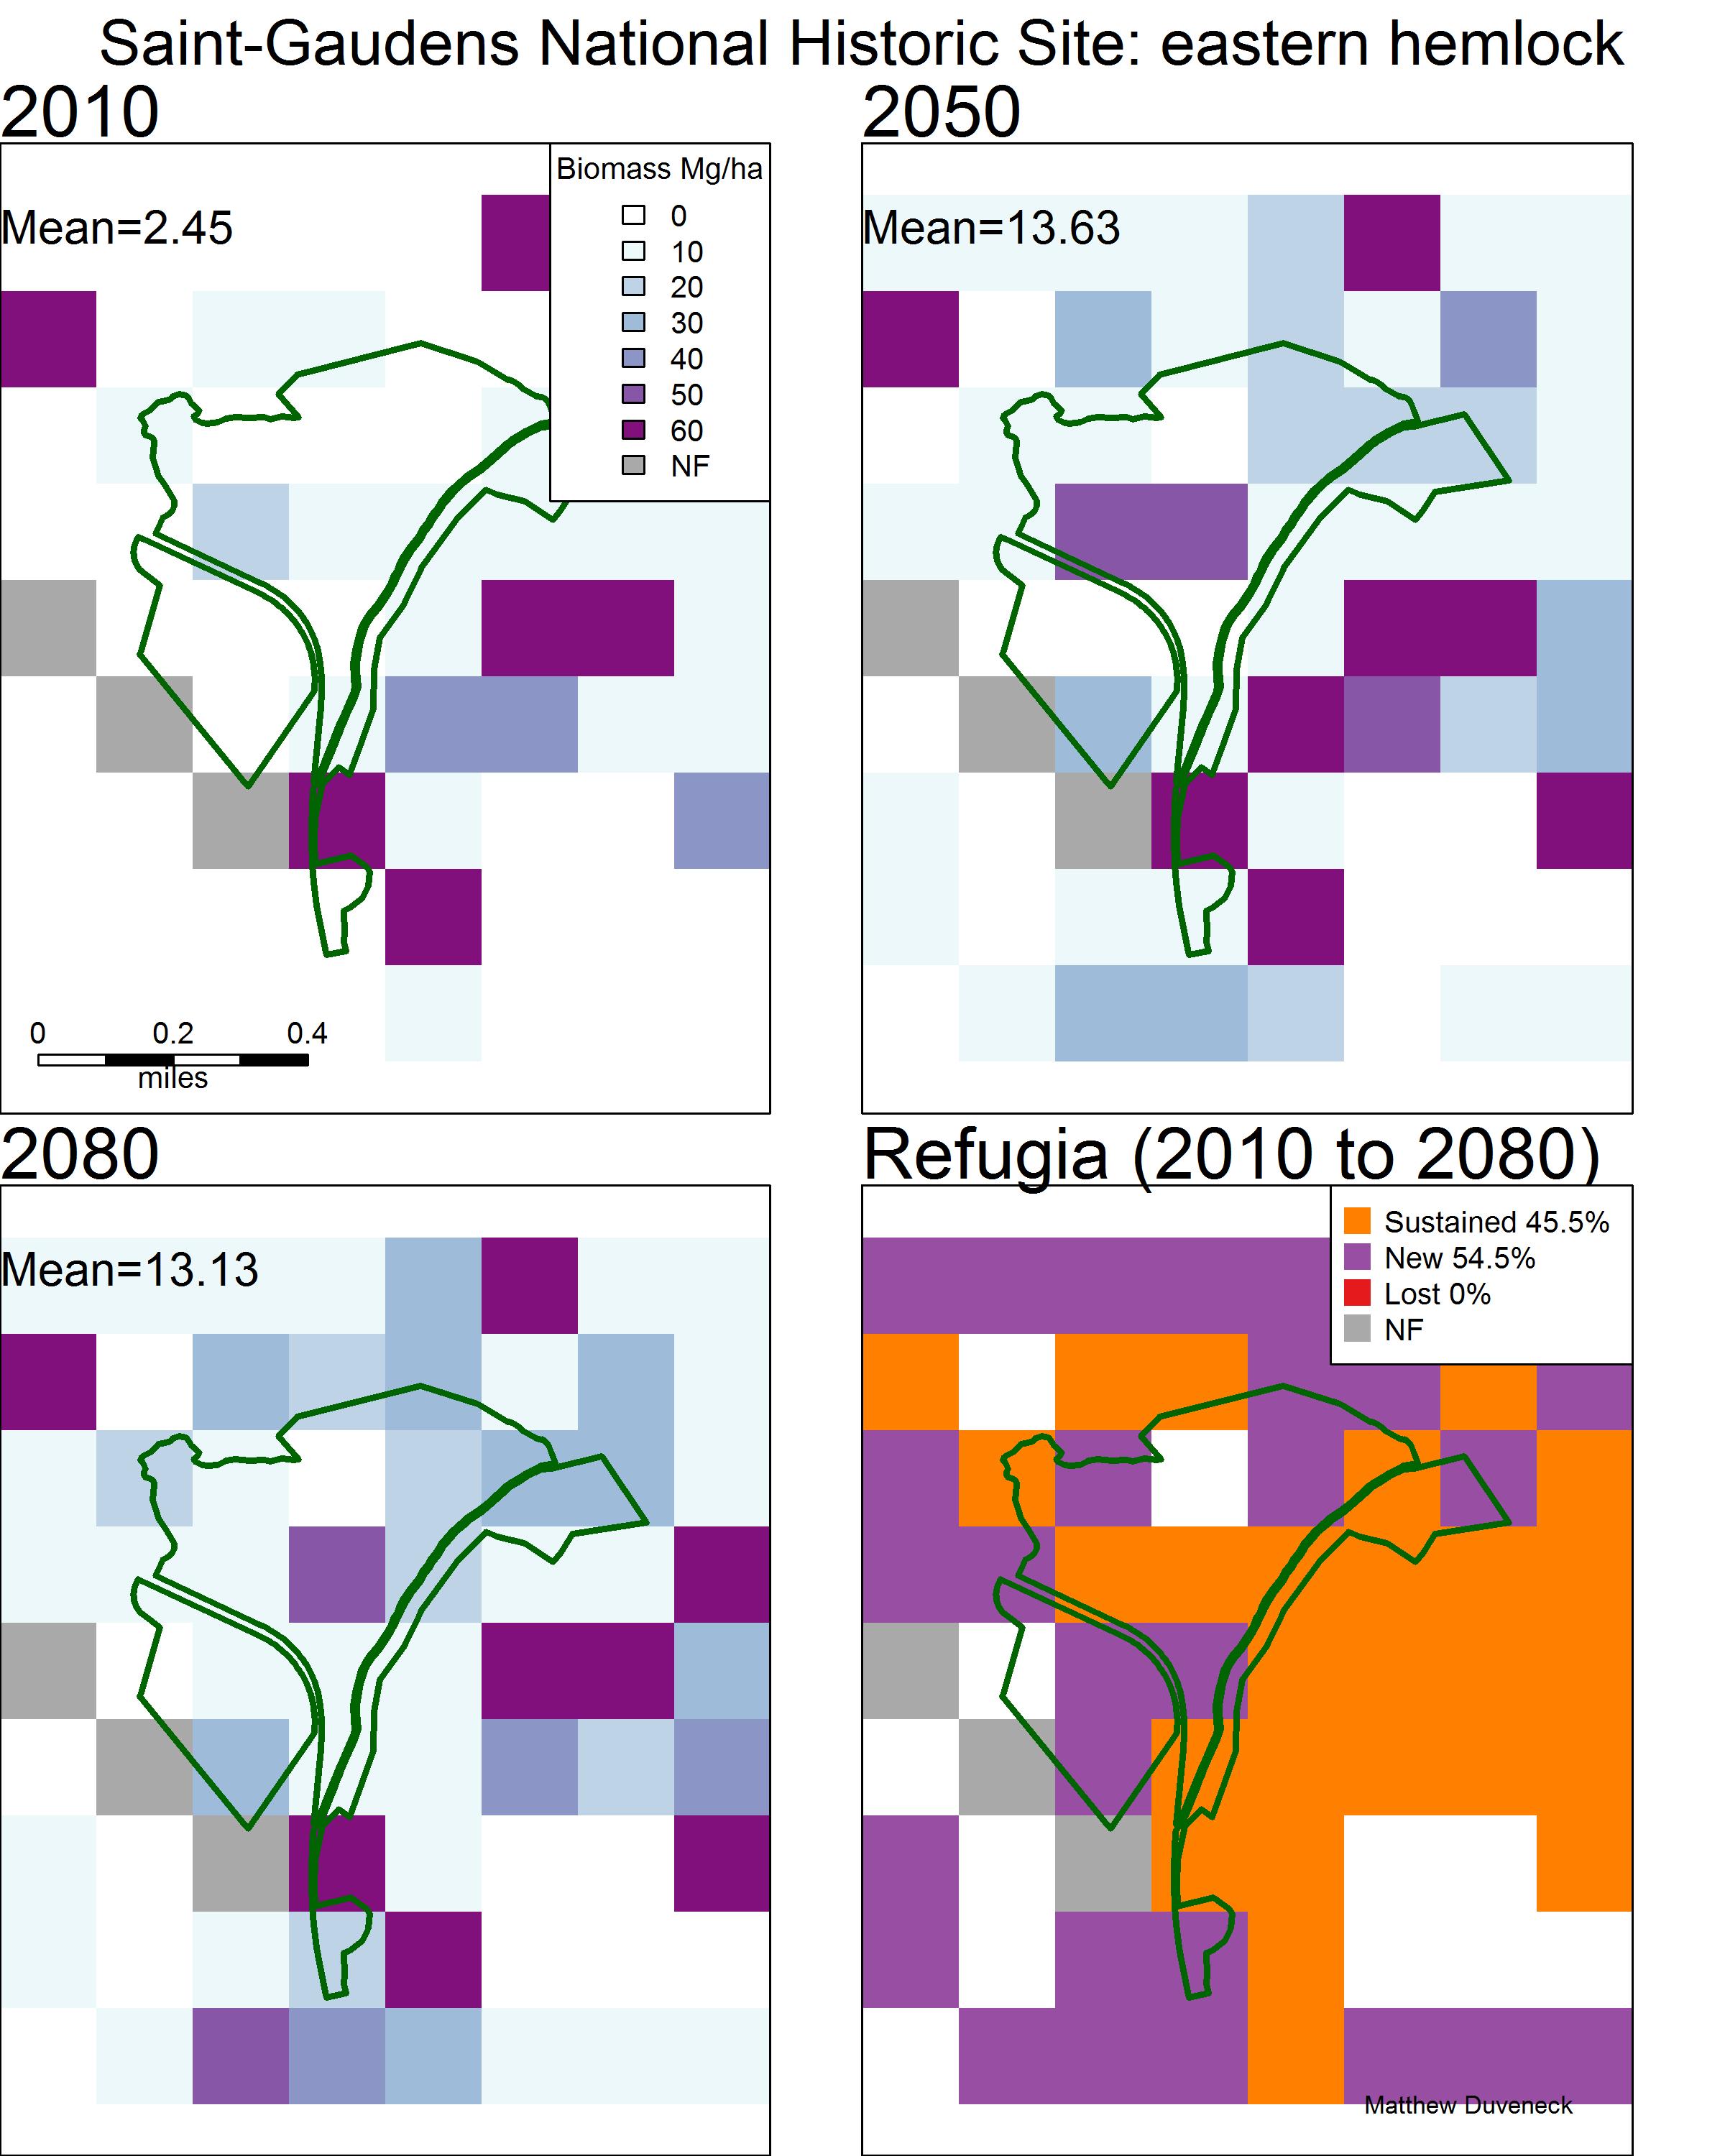 Saint-Gaudens National Historic Site: eastern hemlock
2010
Biomass Mg/ha
0
10
20
30
40
50
60
NF
Mean=2.45
0 0.2 0.4
miles
2050
Mean=13.63
2080
Mean=13.13
Refugia (2010 to 2080)
Sustained 45.5%
New 54.5%
Lost 0%
NF
Matthew Duveneck